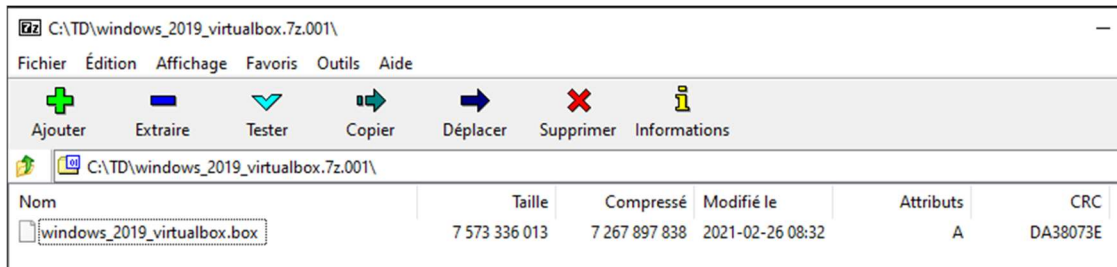 C:\TD\windows_2019_virtualbox.7z.001\
Fichier Édition Affichage Favoris Outils Aide
Ajouter Extraire Tester Copier Déplacer Supprimer Informations
C:\TD\windows_2019_virtualbox.7z.001\
Nom Taille Compressé Modifié le Attributs CRC
windows_2019_virtualbox.box 7 573 336 013 7 267 897 838 2021-02-26 08:32 A DA38073E